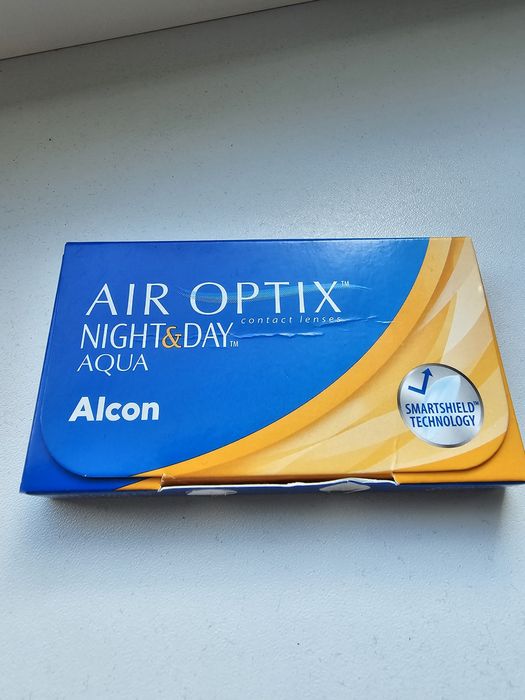 AIR OPTIX™
contact lenses
NIGHT&DAY™
AQUA
Alcon
SMARTSHIELD™
TECHNOLOGY